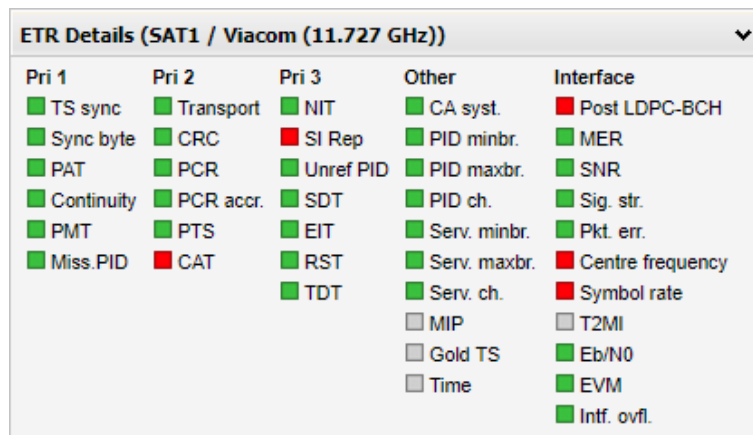 ETR Details (SAT1 / Viacom (11.727 GHz))
Pri 1 Pri 2 Pri 3 Other Interface
TS sync Transport NIT CA syst. Post LDPC-BCH
Sync byte CRC SI Rep PID minbr. MER
PAT PCR Unref PID PID maxbr. SNR
Continuity PCR accr. SDT PID ch. Sig. str.
PMT PTS EIT Serv. minbr. Pkt. err.
Miss.PID CAT RST Serv. maxbr. Centre frequency
TDT Serv. ch. Symbol rate
MIP T2MI
Gold TS Eb/N0
Time EVM
Intf. ovfl.